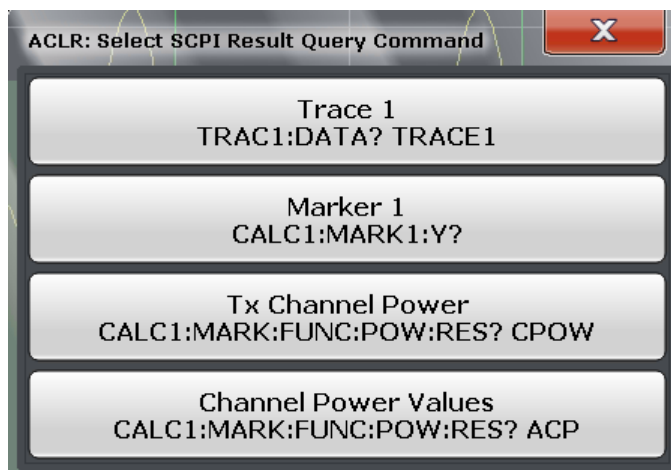 ACLR: Select SCPI Result Query Command
X
Trace 1
TRAC1:DATA? TRACE1
Marker 1
CALC1:MARK1:Y?
Tx Channel Power
CALC1:MARK:FUNC:POW:RES? CPOW
Channel Power Values
CALC1:MARK:FUNC:POW:RES? ACP